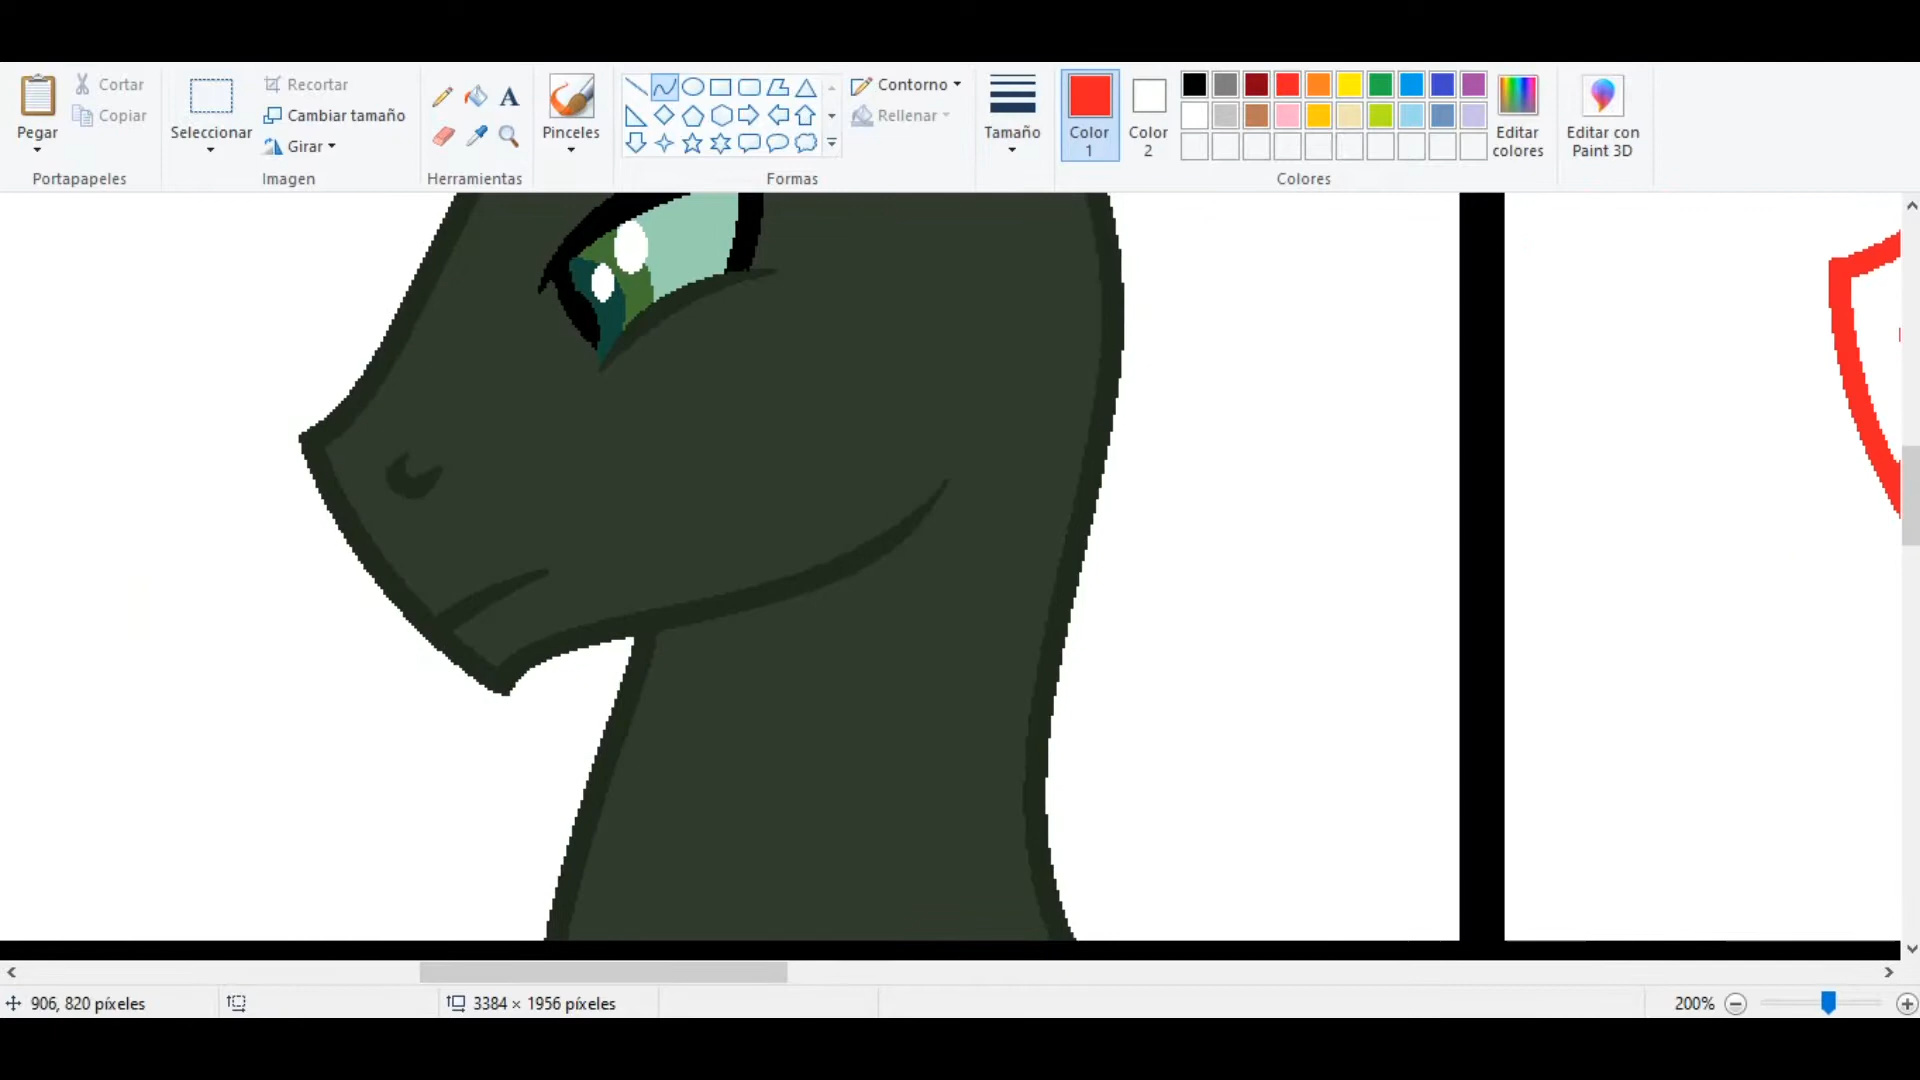 Pegar
Cortar
Copiar
Portapapeles
Seleccionar
Recortar
Cambiar tamaño
Girar
Imagen
A
Herramientas
Pinceles
Contorno
Rellenar
Formas
Tamaño
Color
1
Color
2
Editar
colores
Colores
Editar con
Paint 3D
906, 820 píxeles
3384 × 1956 píxeles
200%